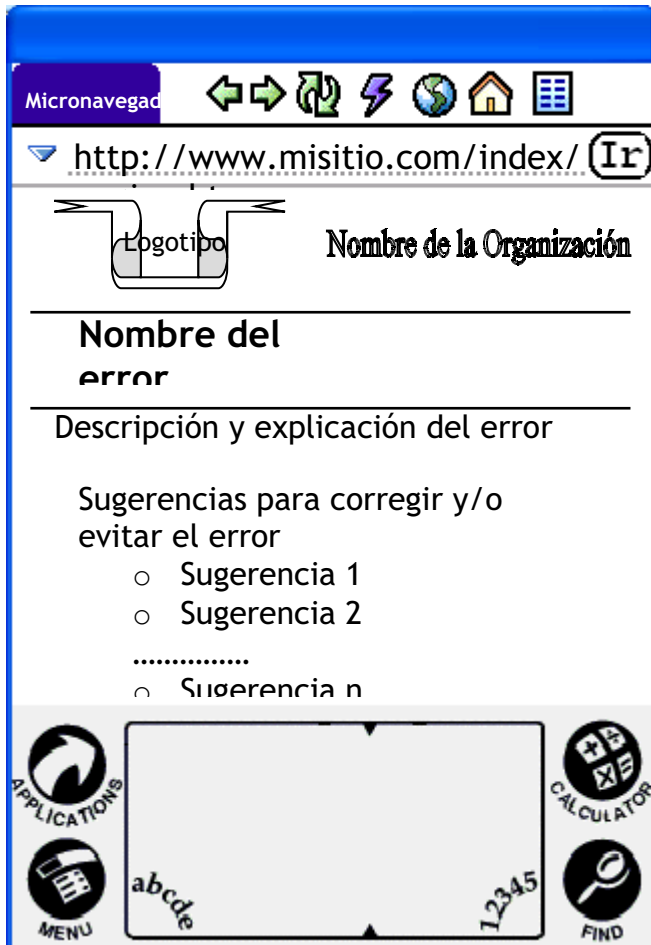 Micronavegad
http://www.misitio.com/index/ Ir
Logotipo Nombre de la Organización
Nombre del
error
Descripción y explicación del error
Sugerencias para corregir y/o
evitar el error
o Sugerencia 1
o Sugerencia 2
...............
o Sugerencia n
APPLICATIONS
CALCULATOR
abcde
12345
MENU
FIND